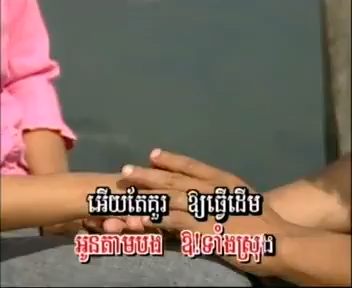 អើយតែគួរ ឱ្យធ្វើដើម
អូនតាមបង ឱ!ទាំងស្រុង